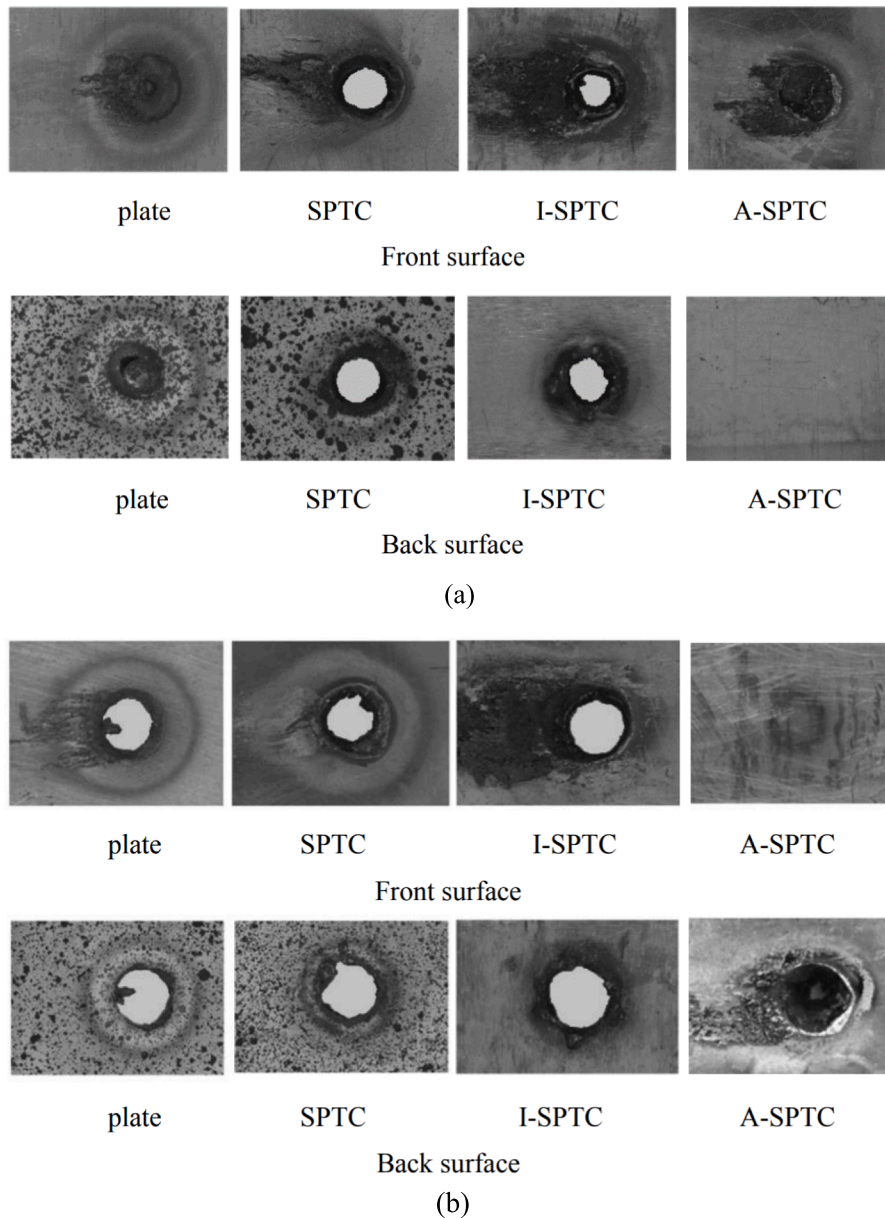 plate SPTC I-SPTC A-SPTC
Front surface
plate SPTC I-SPTC A-SPTC
Back surface
(a)
plate SPTC I-SPTC A-SPTC
Front surface
plate SPTC I-SPTC A-SPTC
Back surface
(b)